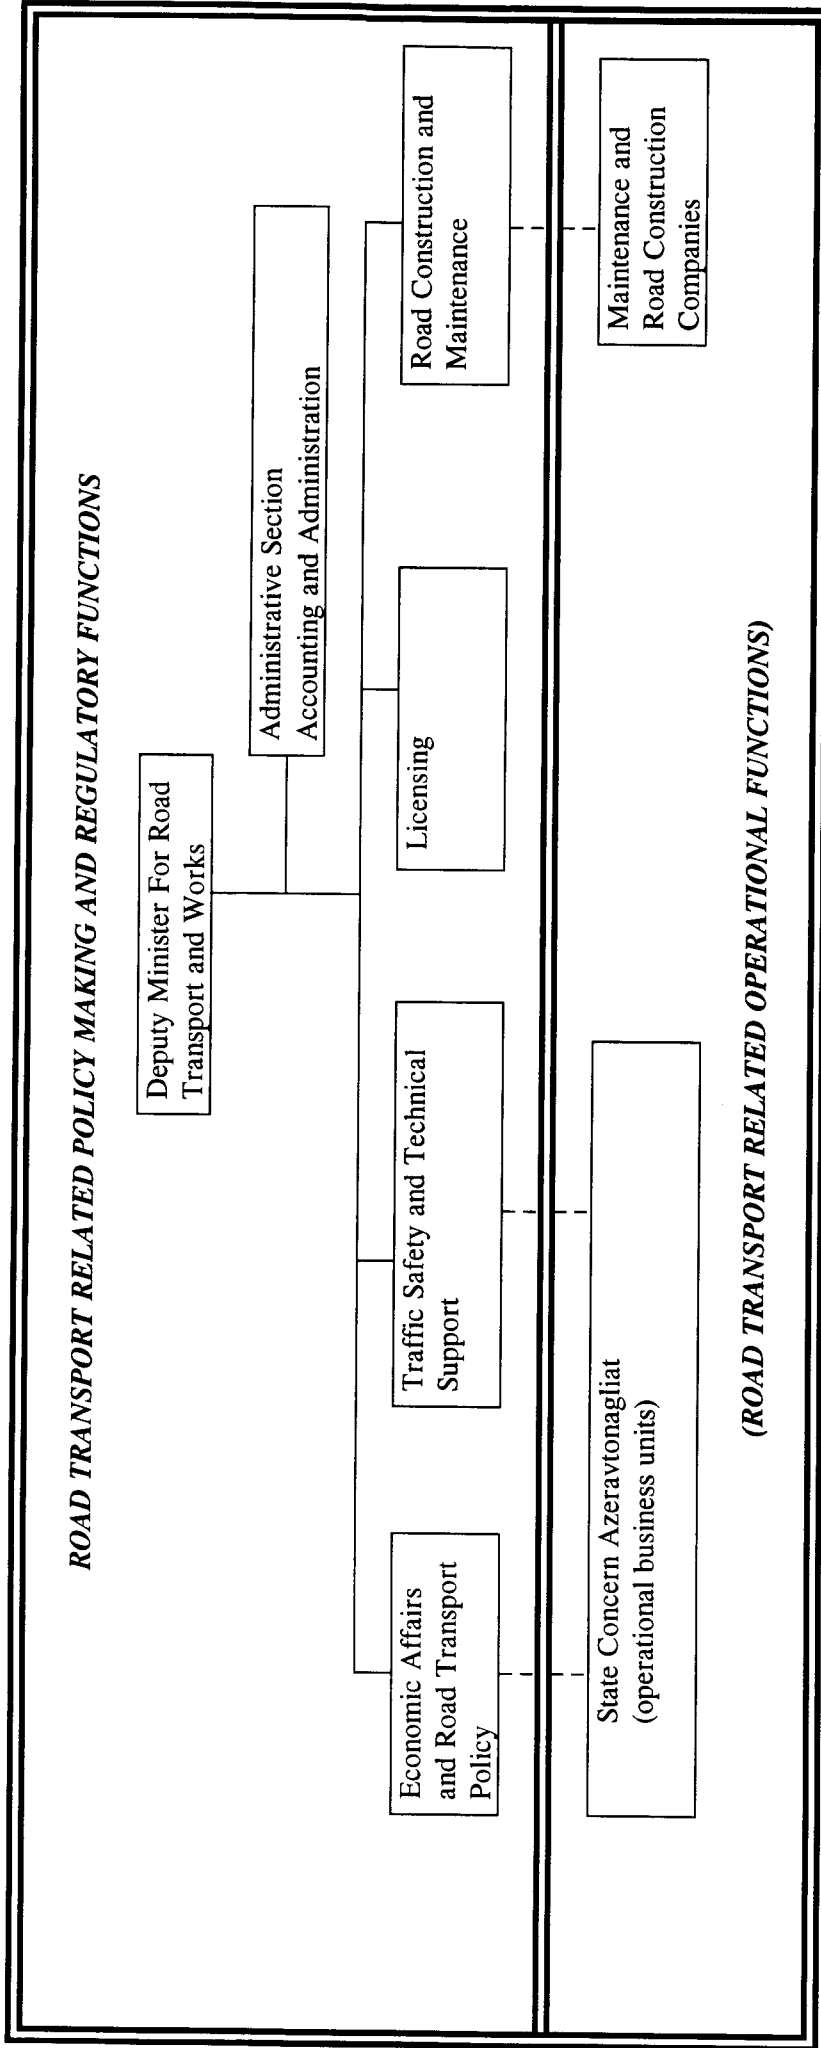 ROAD TRANSPORT RELATED POLICY MAKING AND REGULATORY FUNCTIONS
Deputy Minister For Road
Transport and Works
Administrative Section
Accounting and Administration
Economic Affairs
and Road Transport
Policy
Traffic Safety and Technical
Support
Licensing
Road Construction and
Maintenance
State Concern Azeravtonagliat
(operational business units)
Maintenance and
Road Construction
Companies
(ROAD TRANSPORT RELATED OPERATIONAL FUNCTIONS)